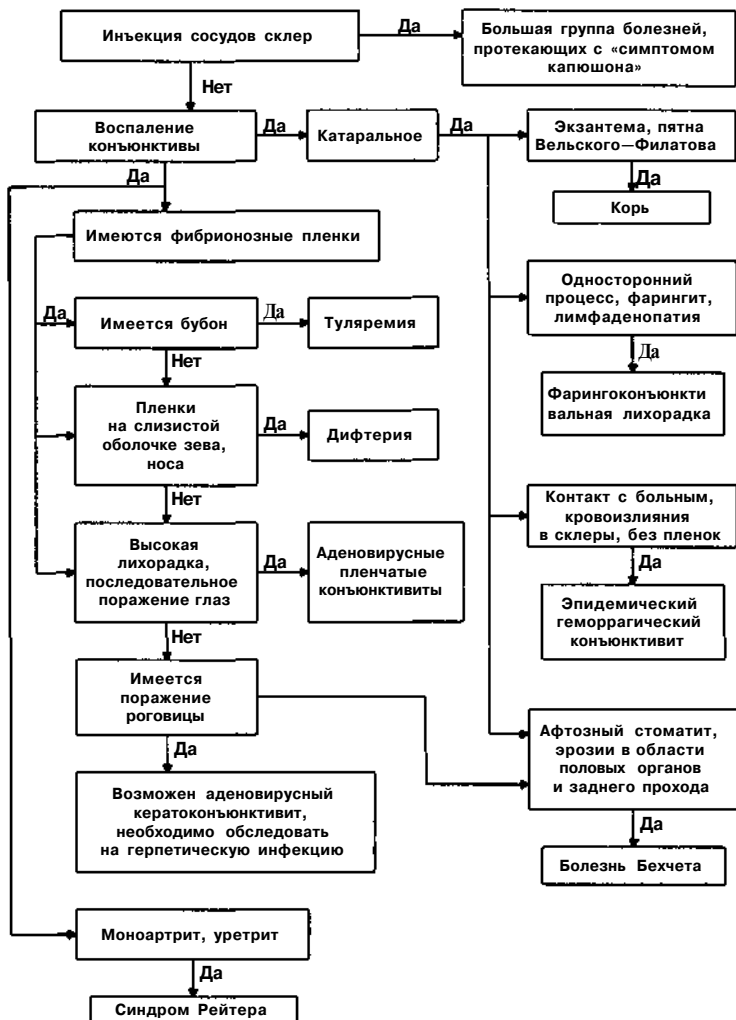 Инъекция сосудов склер
Да
Большая группа болезней,
протекающих с «симптомом
капюшона»
Нет
Воспаление
конъюнктивы
Да
Катаральное
Да
Экзантема, пятна
Вельского—Филатова
Да
Корь
Да
Имеются фибрионозные пленки
Да
Имеется бубон
Да
Туляремия
Нет
Односторонний
процесс, фарингит,
лимфаденопатия
Да
Фарингоконъюнкти
вальная лихорадка
Пленки
на слизистой
оболочке зева,
носа
Да
Дифтерия
Нет
Контакт с больным,
кровоизлияния
в склеры, без пленок
Да
Эпидемический
геморрагический
конъюнктивит
Высокая
лихорадка,
последовательное
поражение глаз
Да
Аденовирусные
пленчатые
конъюнктивиты
Нет
Имеется
поражение
роговицы
Да
Возможен аденовирусный
кератоконъюнктивит,
необходимо обследовать
на герпетическую инфекцию
Афтозный стоматит,
эрозии в области
половых органов
и заднего прохода
Да
Болезнь Бехчета
Моноартрит, уретрит
Да
Синдром Рейтера